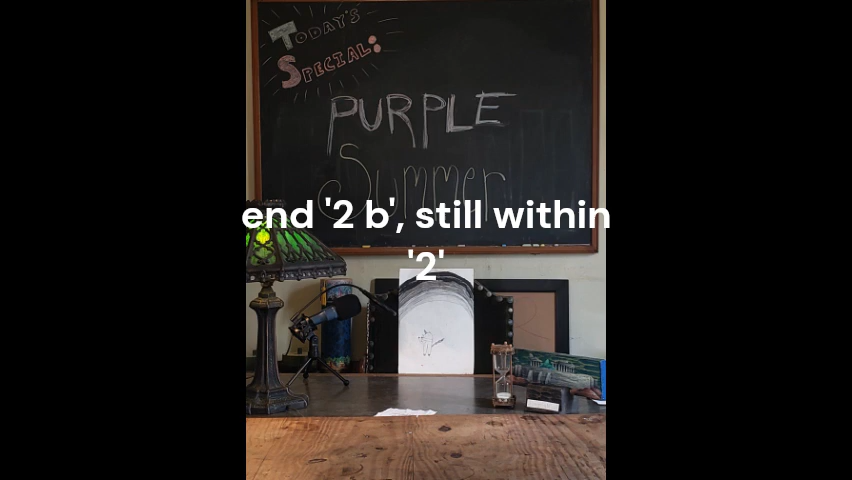 TODAY'S
SPECIAL:
PURPLE
Summer
end '2 b', still within
'2'